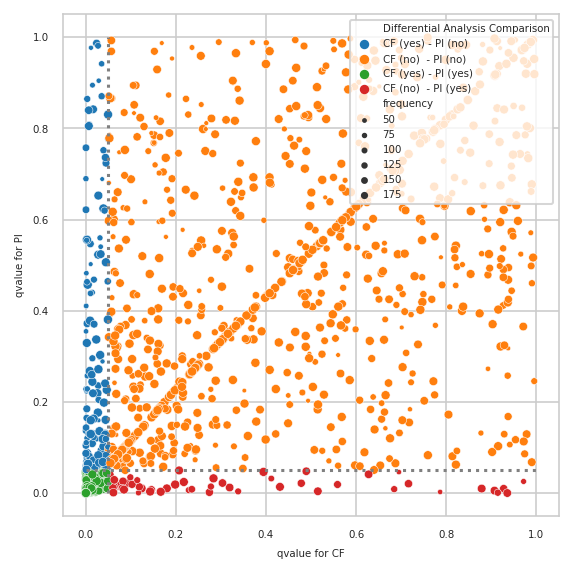 Differential Analysis Comparison
CF (yes) - PI (no)
CF (no)  - PI (no)
CF (yes) - PI (yes)
CF (no)  - PI (yes)
frequency
50
75
100
125
150
175
1.0
0.8
0.6
0.4
0.2
0.0
qvalue for PI
0.0 0.2 0.4 0.6 0.8 1.0
qvalue for CF